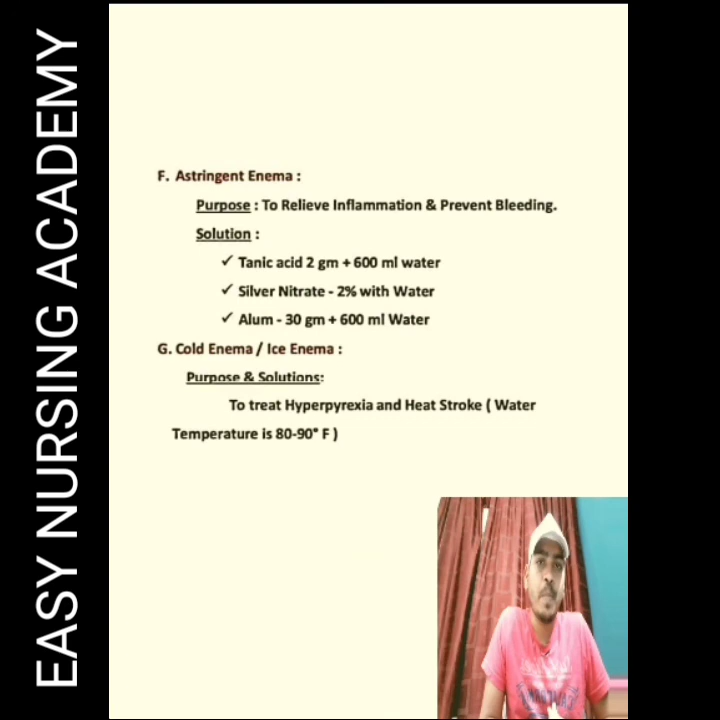 EASY NURSING ACADEMY
F. Astringent Enema :
Purpose : To Relieve Inflammation & Prevent Bleeding.
Solution :
✓ Tanic acid 2 gm + 600 ml water
✓ Silver Nitrate - 2% with Water
✓ Alum - 30 gm + 600 ml Water
G. Cold Enema / Ice Enema :
Purpose & Solutions:
To treat Hyperpyrexia and Heat Stroke ( Water
Temperature is 80-90° F )